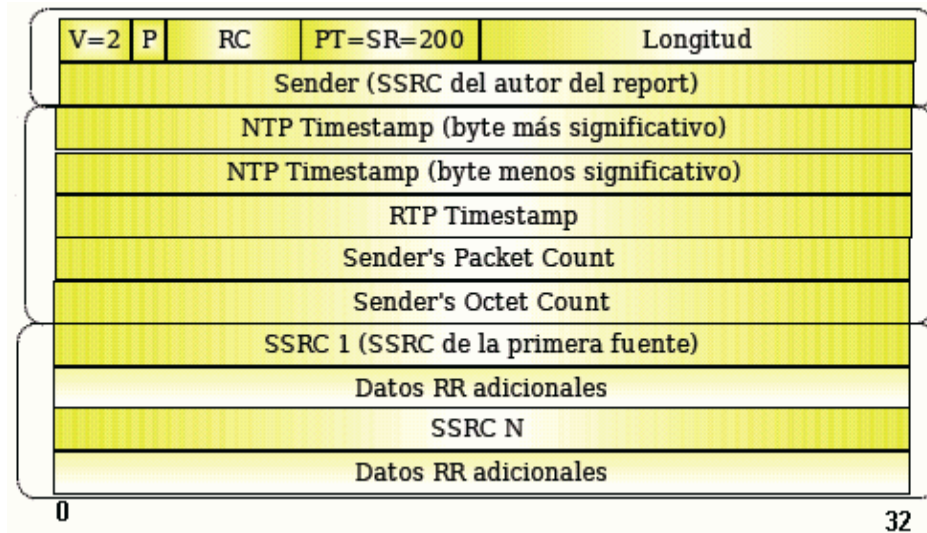 V=2 P RC PT=SR=200 Longitud
Sender (SSRC del autor del report)
NTP Timestamp (byte más significativo)
NTP Timestamp (byte menos significativo)
RTP Timestamp
Sender's Packet Count
Sender's Octet Count
SSRC 1 (SSRC de la primera fuente)
Datos RR adicionales
SSRC N
Datos RR adicionales
0 32